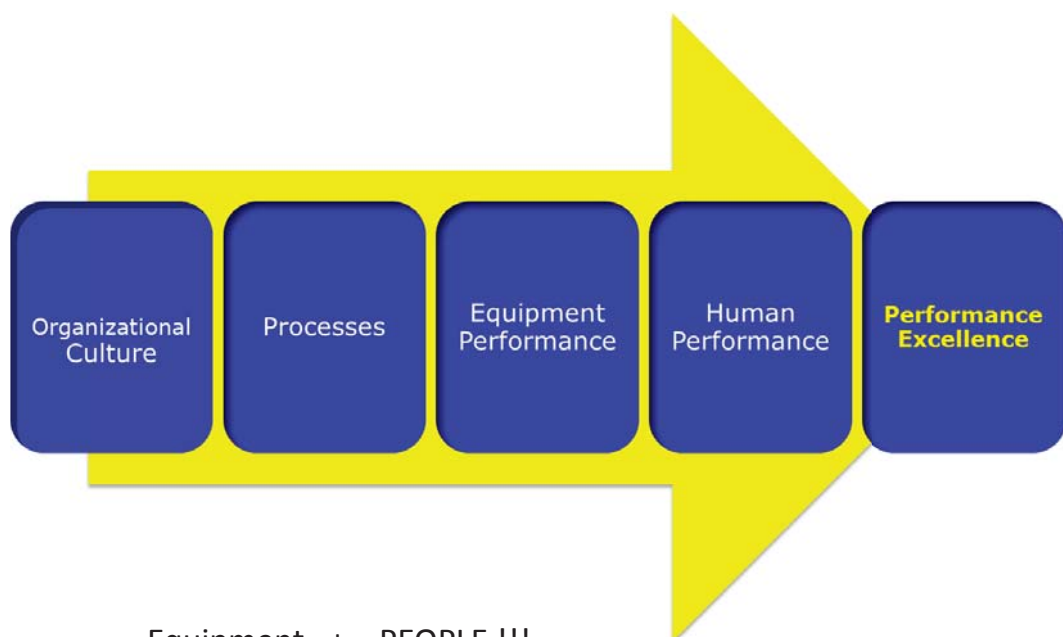 Organizational
Culture
Processes
Equipment
Performance
Human
Performance
Performance
Excellence
Equipment + PEOPLE !!!